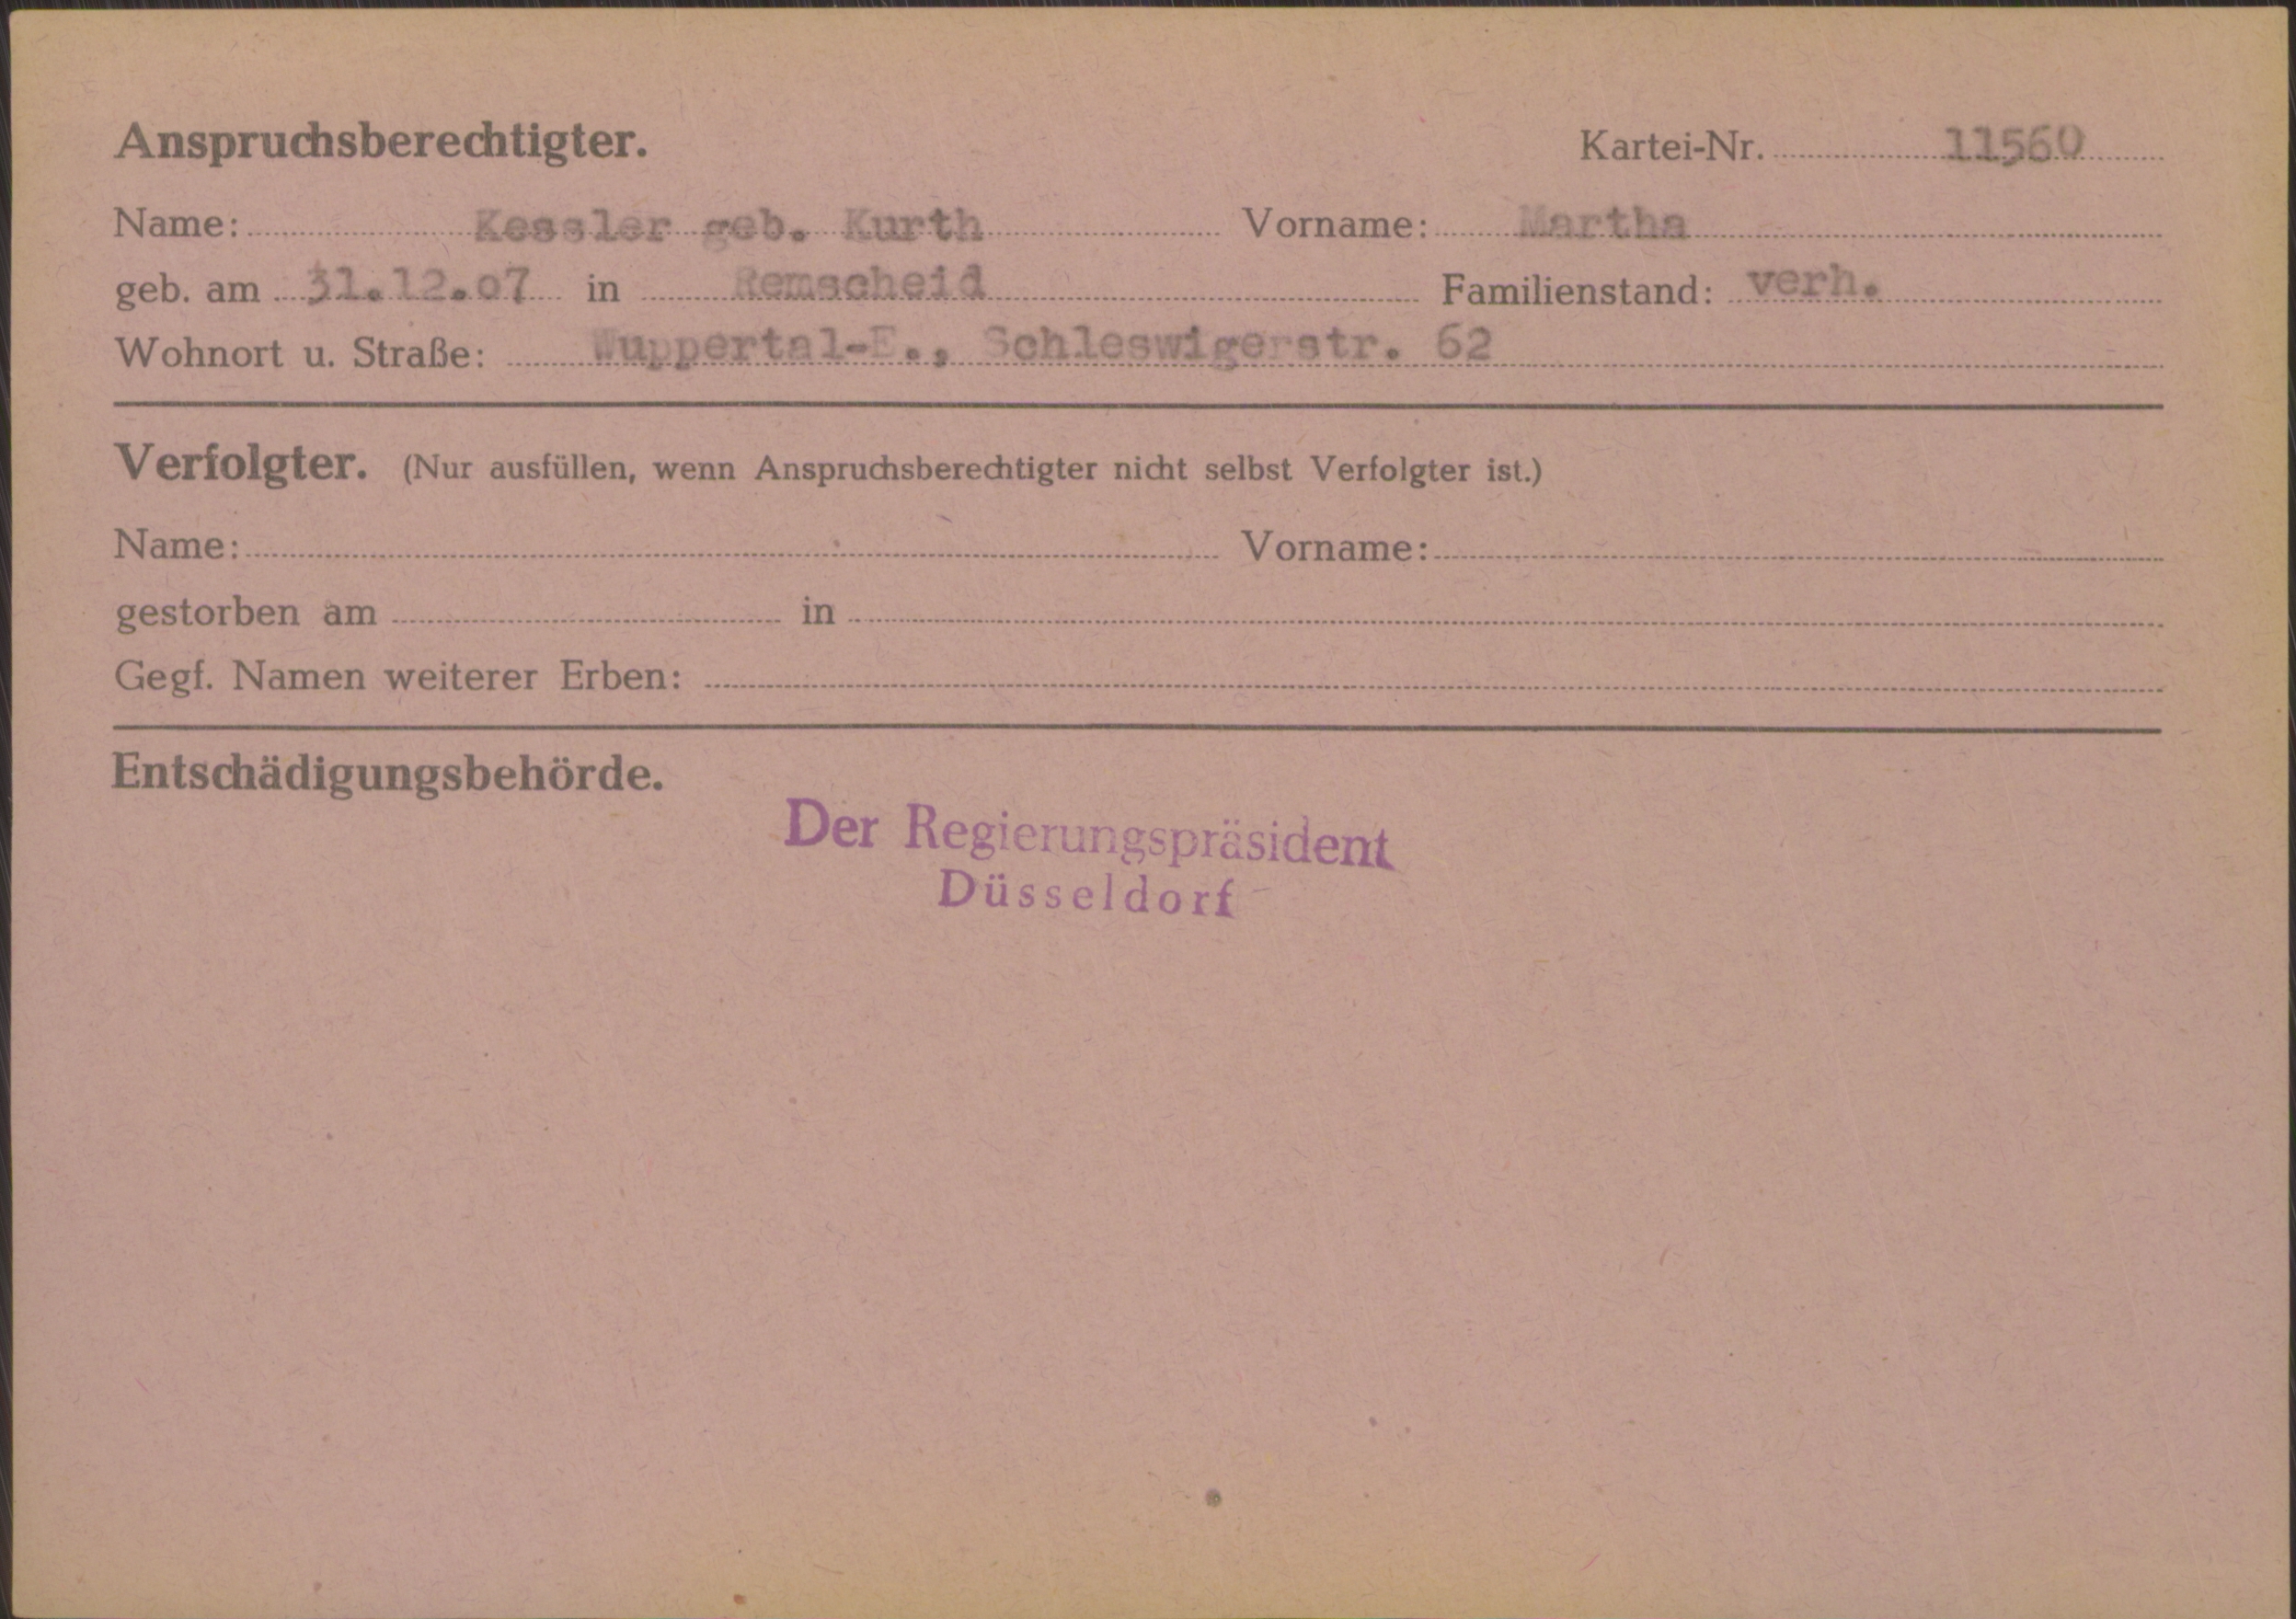 Anspruchsberechtigter. Kartei-Nr. 11560
Name: Kessler geb. Kurth Vorname: Martha
geb. am 31.12.07 in Remscheid Familienstand: verh.
Wohnort u. Straße: Wuppertal-E., Schleswigerstr. 62
Verfolgter. (Nur ausfüllen, wenn Anspruchsberechtigter nicht selbst Verfolgter ist.)
Name: Vorname:
gestorben am in
Gegf. Namen weiterer Erben:
Entschädigungsbehörde.
Der Regierungspräsident
Düsseldorf